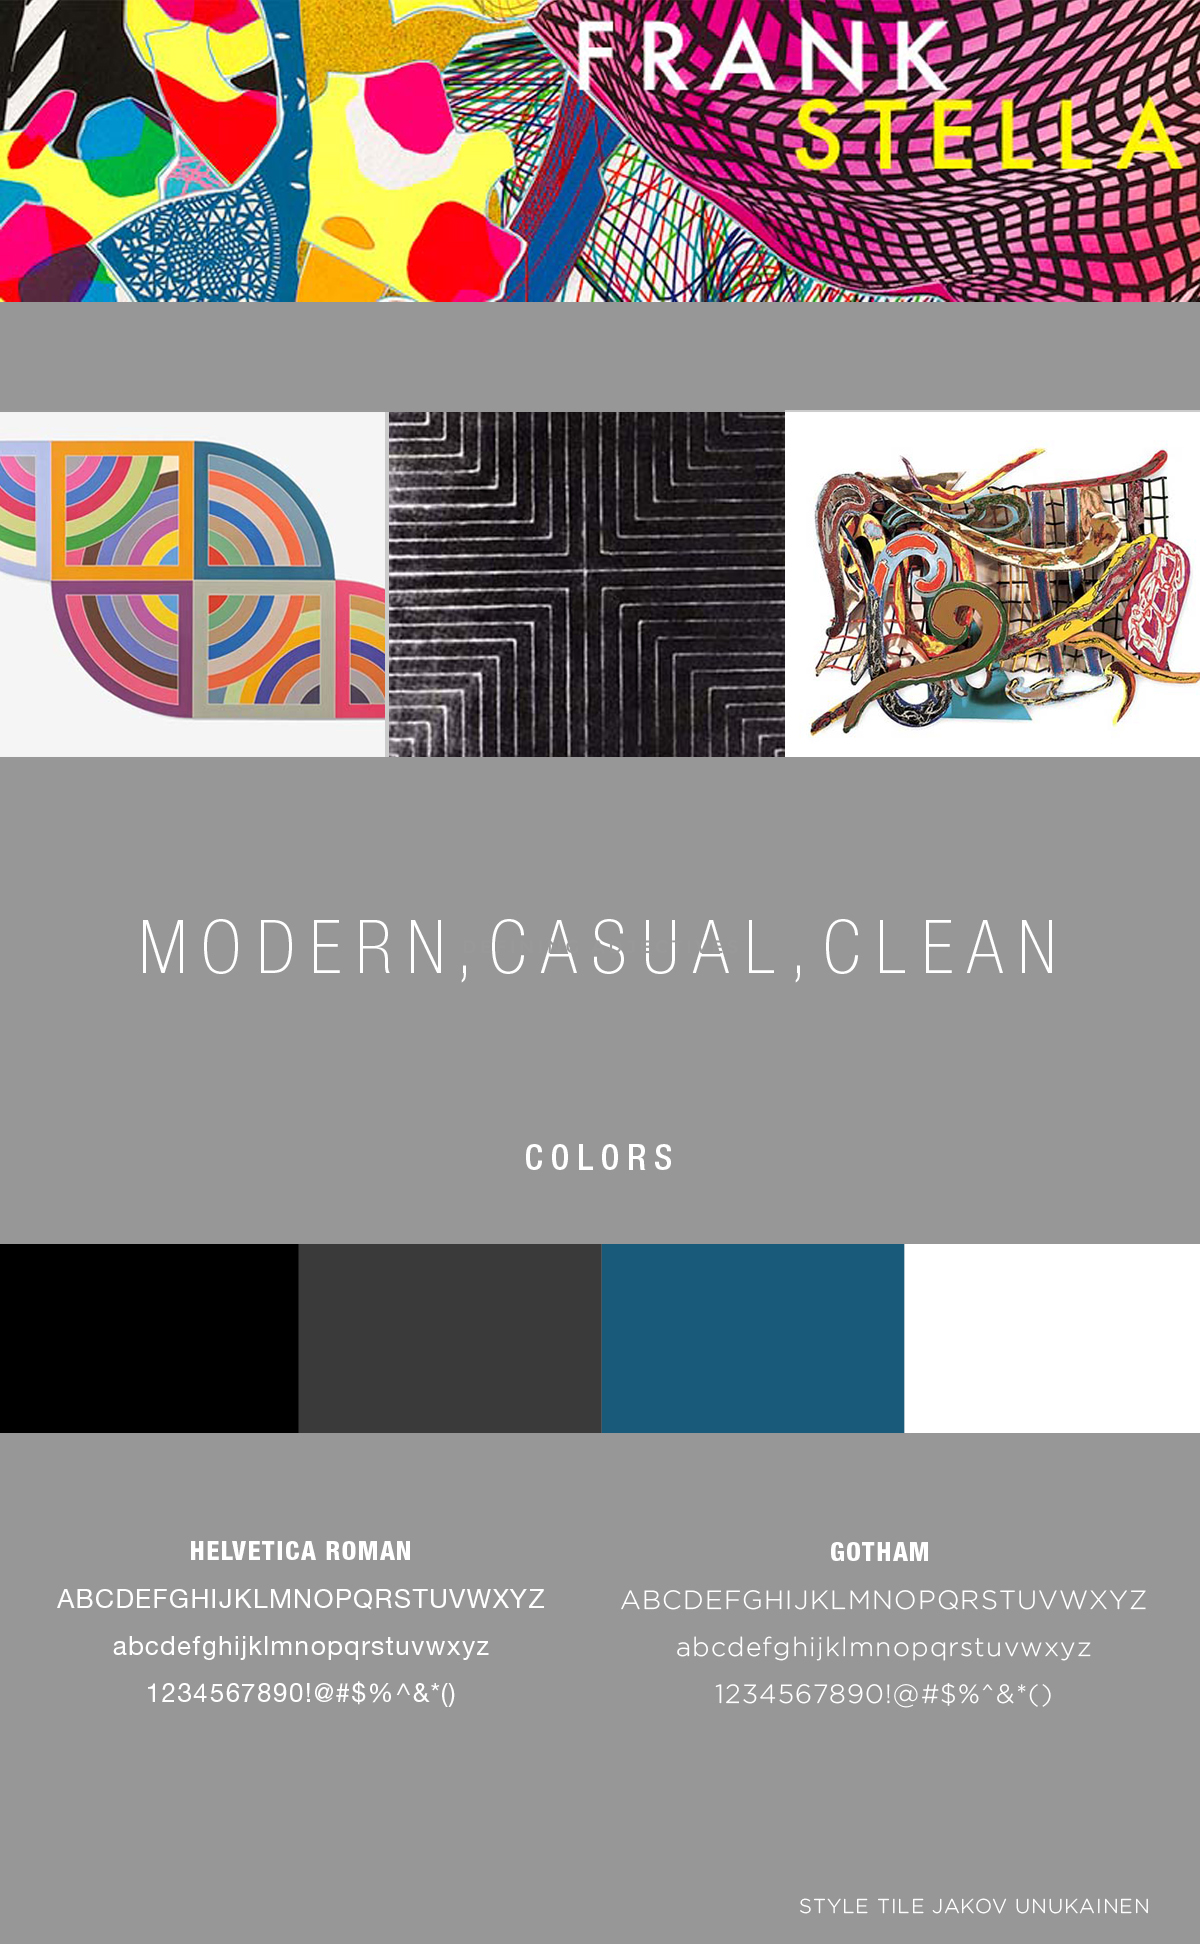 FRANK
STELLA
MODERN,CASUAL,CLEAN
COLORS
HELVETICA ROMAN
ABCDEFGHIJKLMNOPQRSTUVWXYZ
abcdefghijklmnopqrstuvwxyz
1234567890!@#$%^&*()
GOTHAM
ABCDEFGHIJKLMNOPQRSTUVWXYZ
abcdefghijklmnopqrstuvwxyz
1234567890!@#$%^&*()
STYLE TILE JAKOV UNUKAINEN